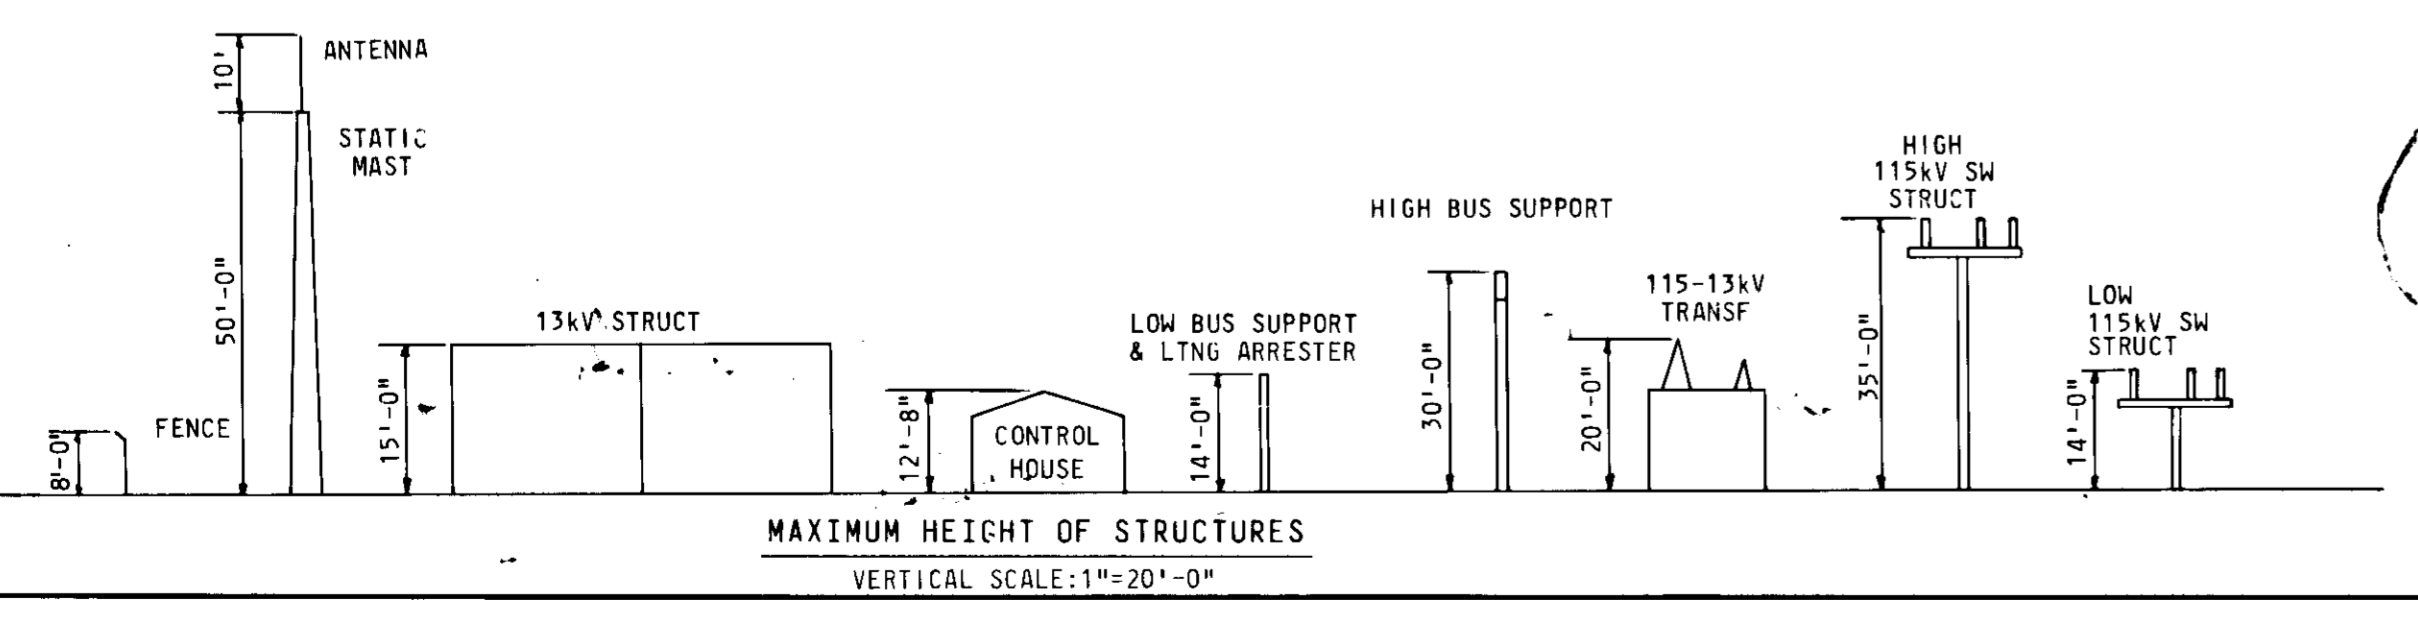 10'
ANTENNA
STATIC
MAST
50'-0"
8'-0"
FENCE
15'-0"
13kV STRUCT
12'-8"
CONTROL
HOUSE
LOW BUS SUPPORT
& LTNG ARRESTER
14'-0"
HIGH BUS SUPPORT
30'-0"
115-13kV
TRANSF
20'-0"
HIGH
115kV SW
STRUCT
35'-0"
LOW
115kV SW
STRUCT
14'-0"
MAXIMUM HEIGHT OF STRUCTURES
VERTICAL SCALE:1"=20'-0"